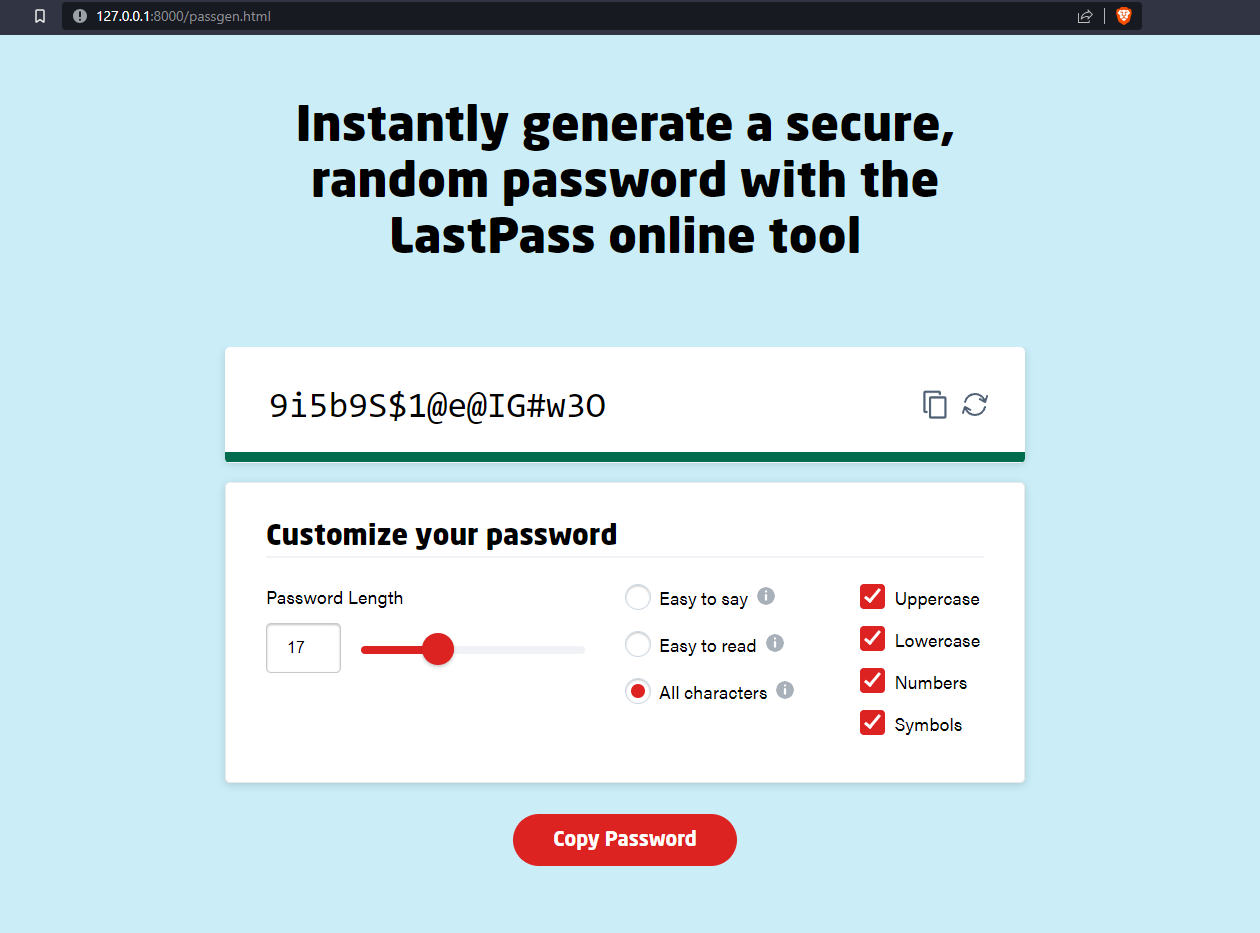 127.0.0.1:8000/passgen.html
Instantly generate a secure,
random password with the
LastPass online tool
9i5b9S$1@e@IG#w3O
Customize your password
Password Length
17
Easy to say
Easy to read
All characters
Uppercase
Lowercase
Numbers
Symbols
Copy Password